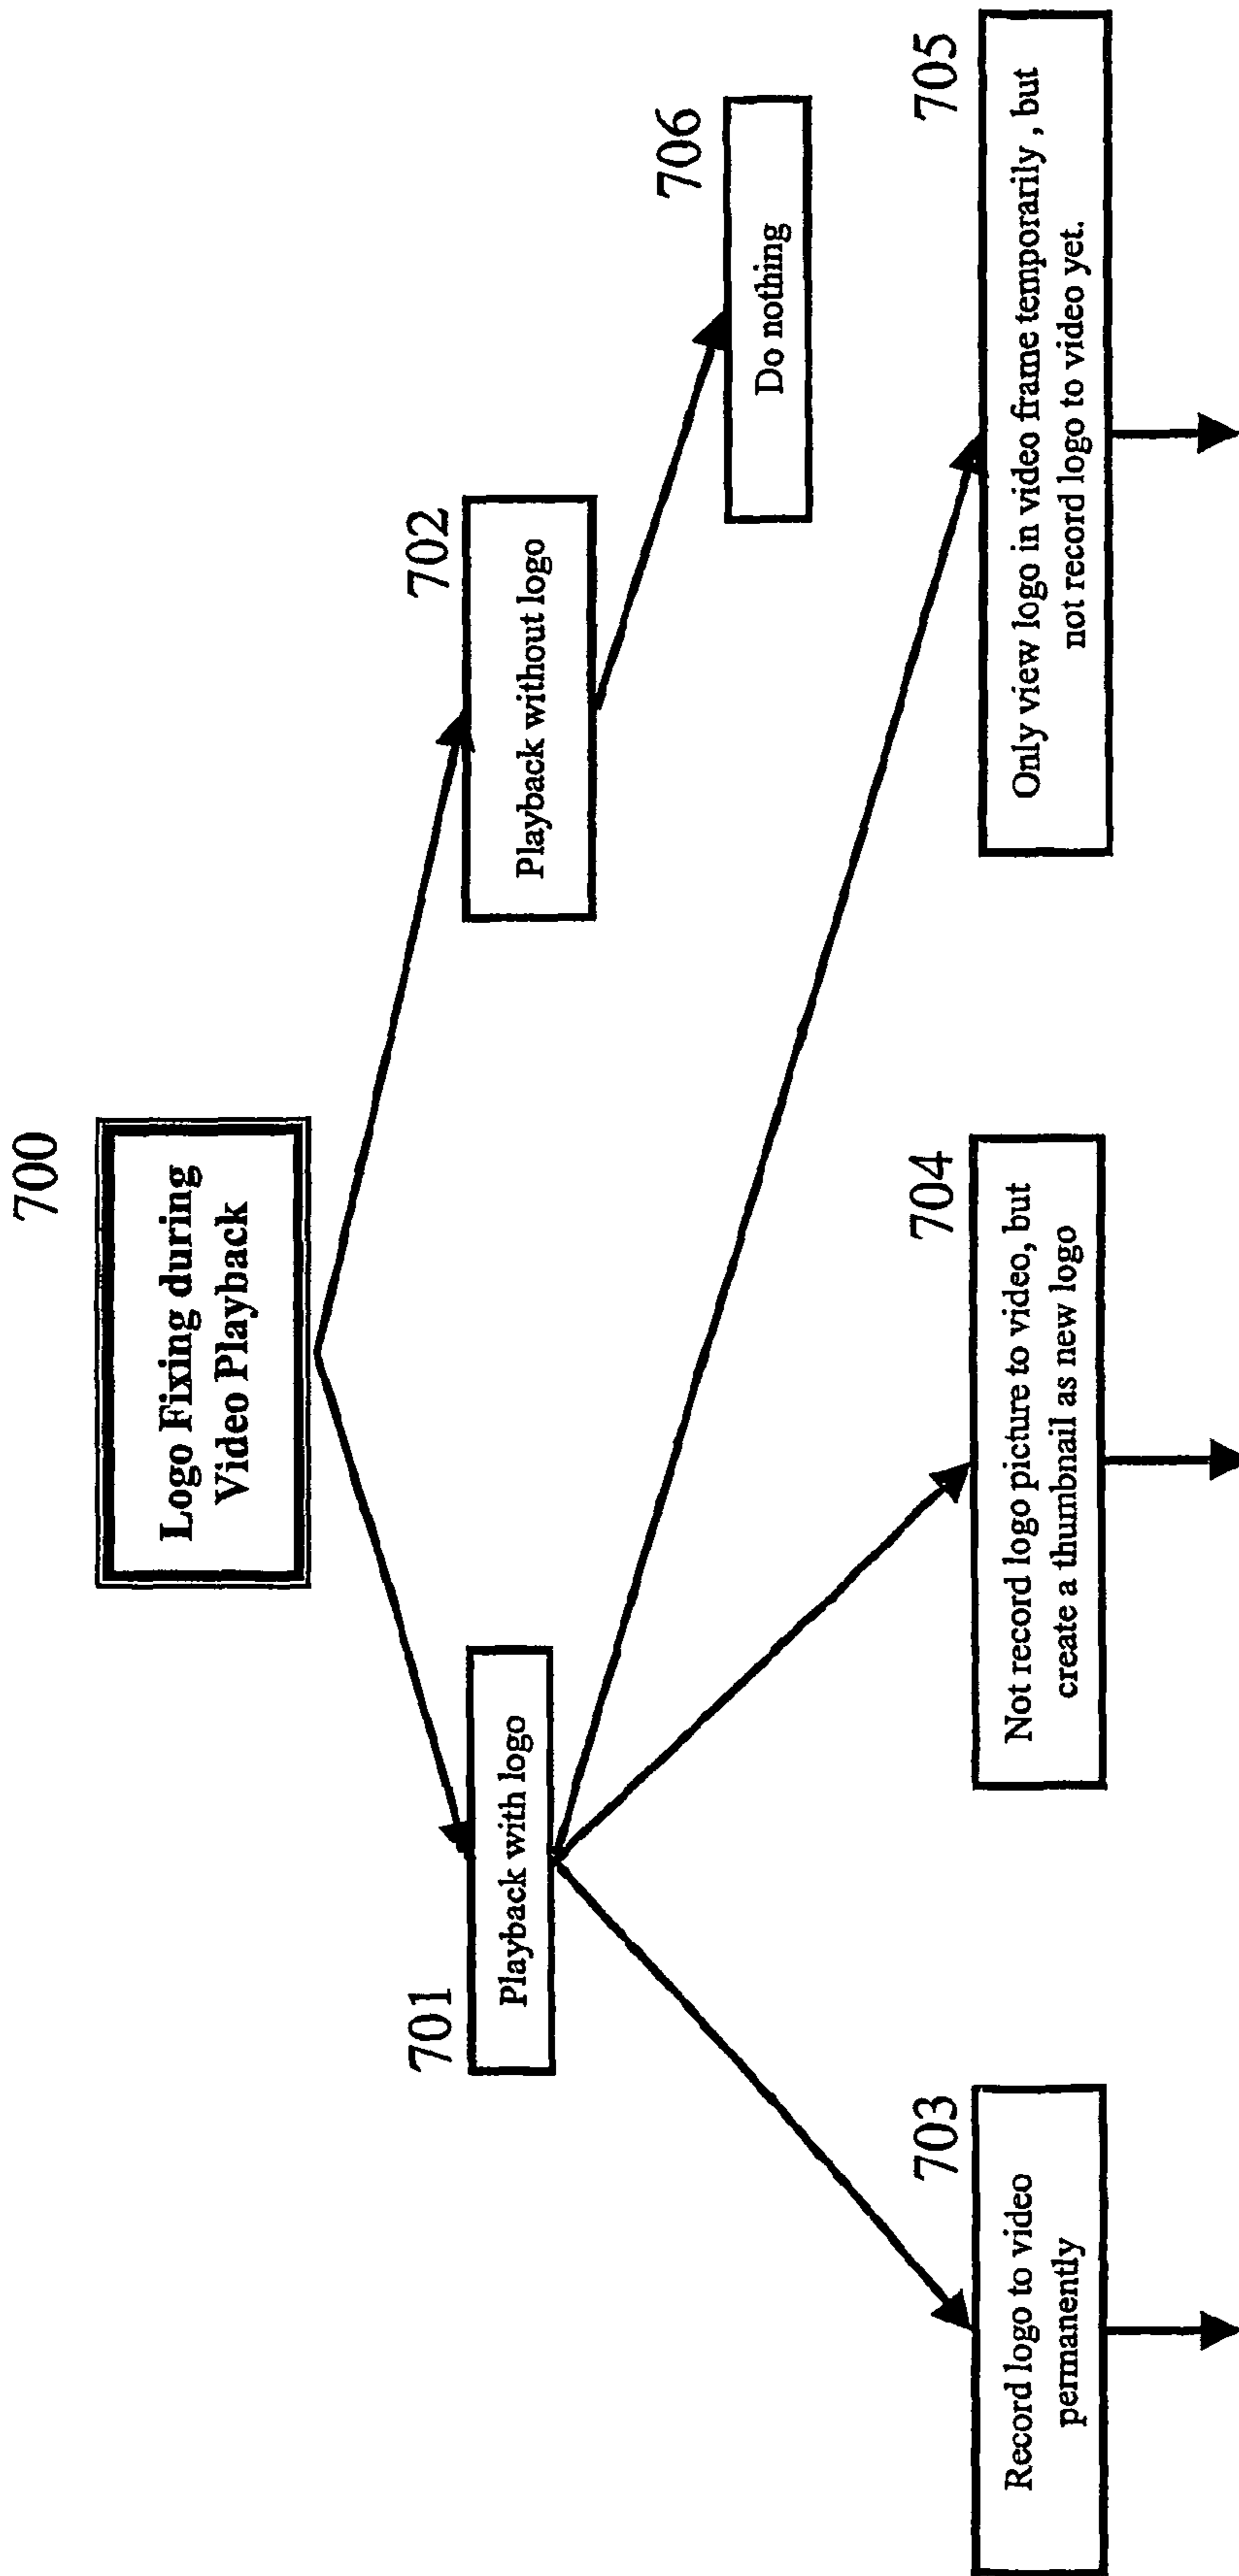 700
Logo Fixing during
Video Playback
701
Playback with logo
702
Playback without logo
706
Do nothing
703
Record logo to video
permanently
704
Not record logo picture to video, but
create a thumbnail as new logo
705
Only view logo in video frame temporarily , but
not record logo to video yet.